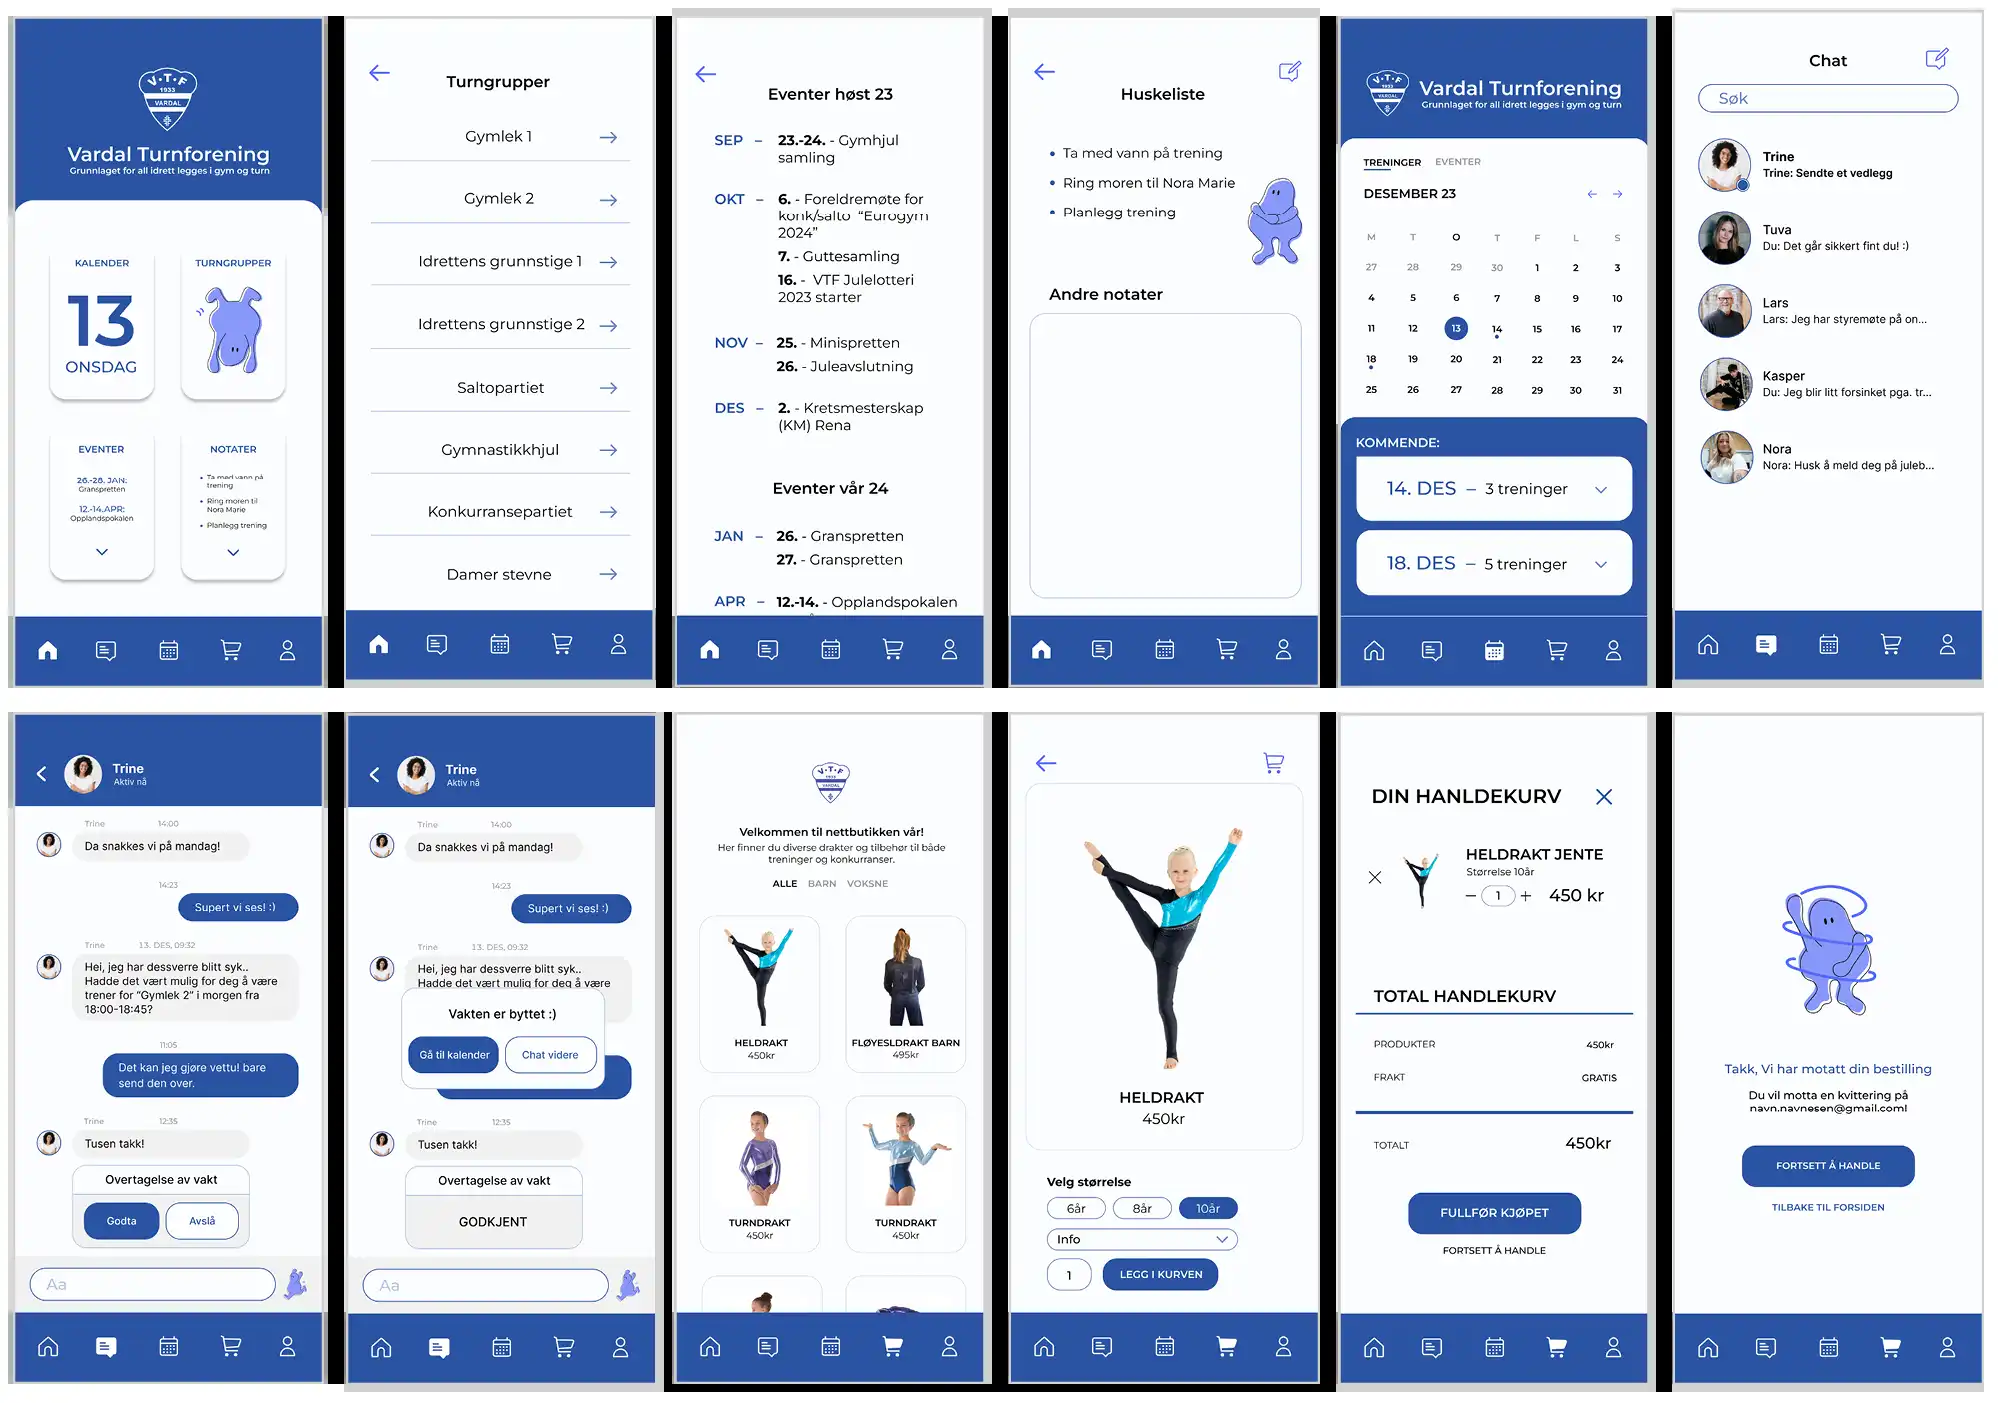 V.T.F
1933
VARDAL
Vardal Turnforening
Grunnlaget for all idrett legges i gym og turn
KALENDER
13
ONSDAG
TURNGRUPPER
EVENTER
26.-28. JAN:
Granspretten
12.-14.APR:
Opplandspokalen
NOTATER
• Ta med vann på
trening
• Ring moren til
Nora Marie
• Planlegg trening
Turngrupper
Gymlek 1
Gymlek 2
Idrettens grunnstige 1
Idrettens grunnstige 2
Saltopartiet
Gymnastikkhjul
Konkurransepartiet
Damer stevne
Eventer høst 23
SEP – 23.-24. - Gymhjul
samling
OKT – 6. - Foreldremøte for
konk/salto "Eurogym
2024"
7. - Guttesamling
16. - VTF Julelotteri
2023 starter
NOV – 25. - Minispretten
26. - Juleavslutning
DES – 2. - Kretsmesterskap
(KM) Rena
Eventer vår 24
JAN – 26. - Granspretten
27. - Granspretten
APR – 12.-14. - Opplandspokalen
Huskeliste
• Ta med vann på trening
• Ring moren til Nora Marie
• Planlegg trening
Andre notater
V.T.F
1933
VARDAL
Vardal Turnforening
Grunnlaget for all idrett legges i gym og turn
TRENINGER EVENTER
DESEMBER 23
M T O T F L S
27 28 29 30 1 2 3
4 5 6 7 8 9 10
11 12 13 14 15 16 17
18 19 20 21 22 23 24
25 26 27 28 29 30 31
KOMMENDE:
14. DES – 3 treninger
18. DES – 5 treninger
Chat
Søk
Trine
Trine: Sendte et vedlegg
Tuva
Du: Det går sikert fint du! :)
Lars
Lars: Jeg har styremøte på on...
Kasper
Du: Jeg blir litt forsinket pga. tr...
Nora
Nora: Husk å meld deg på juleb...
Trine
Aktiv nå
Trine 14:00
Da snakkes vi på mandag!
14:23
Supert vi ses! :)
Trine 13. DES, 09:32
Hei, jeg har dessverre blitt syk..
Hadde det vært mulig for deg å være
trener for "Gymlek 2" i morgen fra
18:00-18:45?
11:05
Det kan jeg gjøre vettu! bare
send den over.
Trine 12:35
Tusen takk!
Overtagelse av vakt
Godta Avslå
Aa
Trine
Aktiv nå
Trine 14:00
Da snakkes vi på mandag!
14:23
Supert vi ses! :)
Trine 13. DES, 09:32
Hei, jeg har dessverre blitt syk..
Hadde det vært mulig for deg å være
Vakten er byttet :)
Gå til kalender Chat videre
Trine 12:35
Tusen takk!
Overtagelse av vakt
GODKJENT
Aa
V.T.F
1933
VARDAL
Velkommen til nettbutikken vår!
Her finner du diverse drakter og tilbehør til både
treninger og konkurranser.
ALLE BARN VOKSNE
HELDRAKT
450kr
FLØYESLDRAKT BARN
495kr
TURNDRAKT
450kr
TURNDRAKT
450kr
HELDRAKT
450kr
Velg størrelse
6år 8år 10år
Info
1 LEGG I KURVEN
DIN HANLDEKURV
HELDRAKT JENTE
Størrelse 10år
– 1 + 450 kr
TOTAL HANDLEKURV
PRODUKTER 450kr
FRAKT GRATIS
TOTALT 450kr
FULLFØR KJØPET
FORTSETT Å HANDLE
Takk, Vi har motatt din bestilling
Du vil motta en kvittering på
navn.navnesen@gmail.com!
FORTSETT Å HANDLE
TILBAKE TIL FORSIDEN